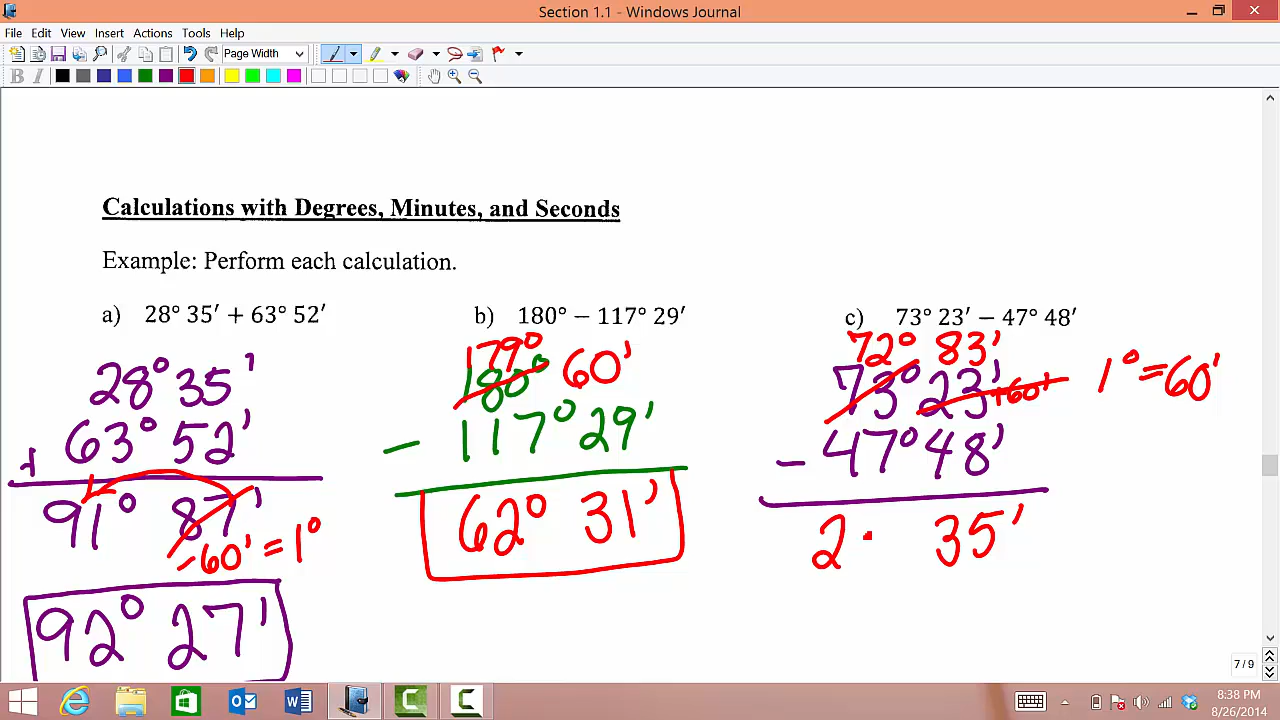 Section 1.1 - Windows Journal
File Edit View Insert Actions Tools Help
Page Width
B I
Calculations with Degrees, Minutes, and Seconds
Example: Perform each calculation.
a) 28° 35′ + 63° 52′
28° 35'
+ 63° 52'
91° 87'
-60' = 1°
92° 27'
b) 180° − 117° 29′
179° 60'
180°
- 117° 29'
62° 31'
c) 73° 23′ − 47° 48′
72° 83'
73° 23' +60'
1° = 60'
- 47° 48'
2 35'
7 / 9
8:38 PM
8/26/2014